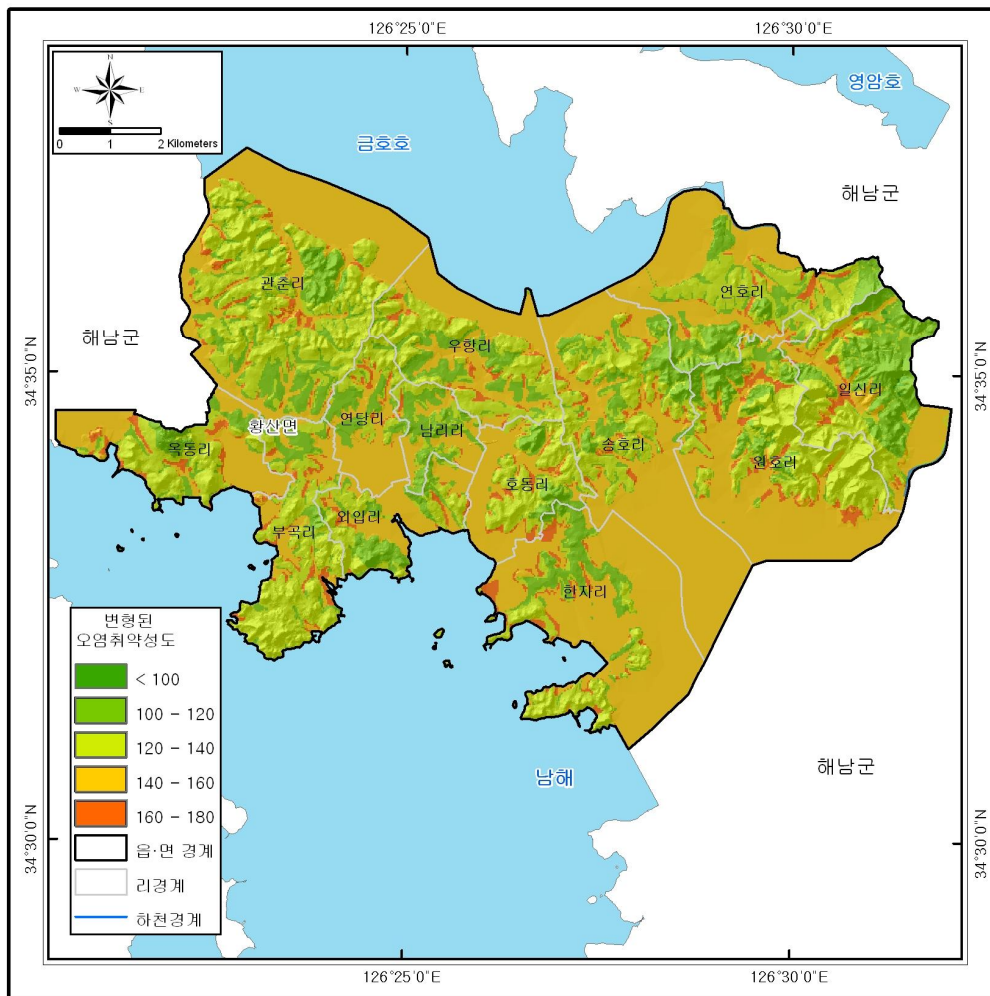 126°25'0"E
126°30'0"E
N
W
E
S
0 1 2 Kilometers
영암호
금호호
해남군
관춘리
연호리
해남군
우항리
34°35'0"N
34°35'0"N
일신리
연당리
황산면
남리리
송호리
옥동리
원호리
호동리
외입리
부곡리
한자리
변형된
오염취약성도
< 100
100 - 120
120 - 140
140 - 160
160 - 180
읍·면 경계
리경계
하천경계
남해
해남군
34°30'0"N
34°30'0"N
126°25'0"E
126°30'0"E